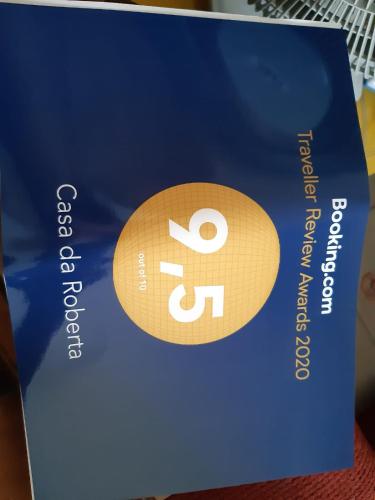 Booking.com
Traveller Review Awards 2020
9,5
out of 10
Casa da Roberta